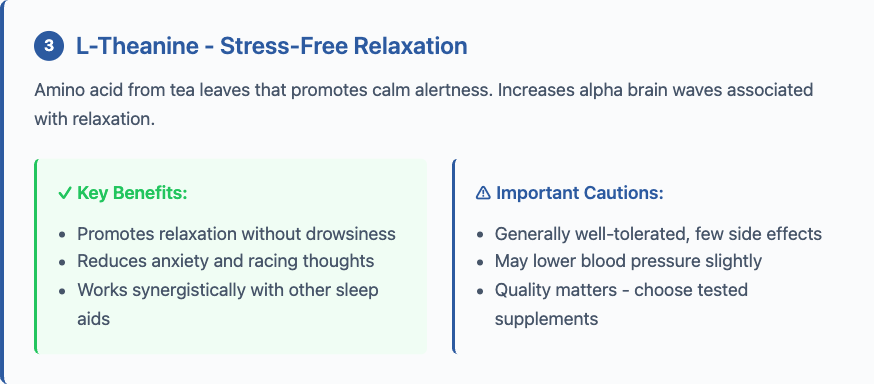 3 L-Theanine - Stress-Free Relaxation
Amino acid from tea leaves that promotes calm alertness. Increases alpha brain waves associated
with relaxation.
✓ Key Benefits:
• Promotes relaxation without drowsiness
• Reduces anxiety and racing thoughts
• Works synergistically with other sleep
aids
⚠ Important Cautions:
• Generally well-tolerated, few side effects
• May lower blood pressure slightly
• Quality matters - choose tested
supplements